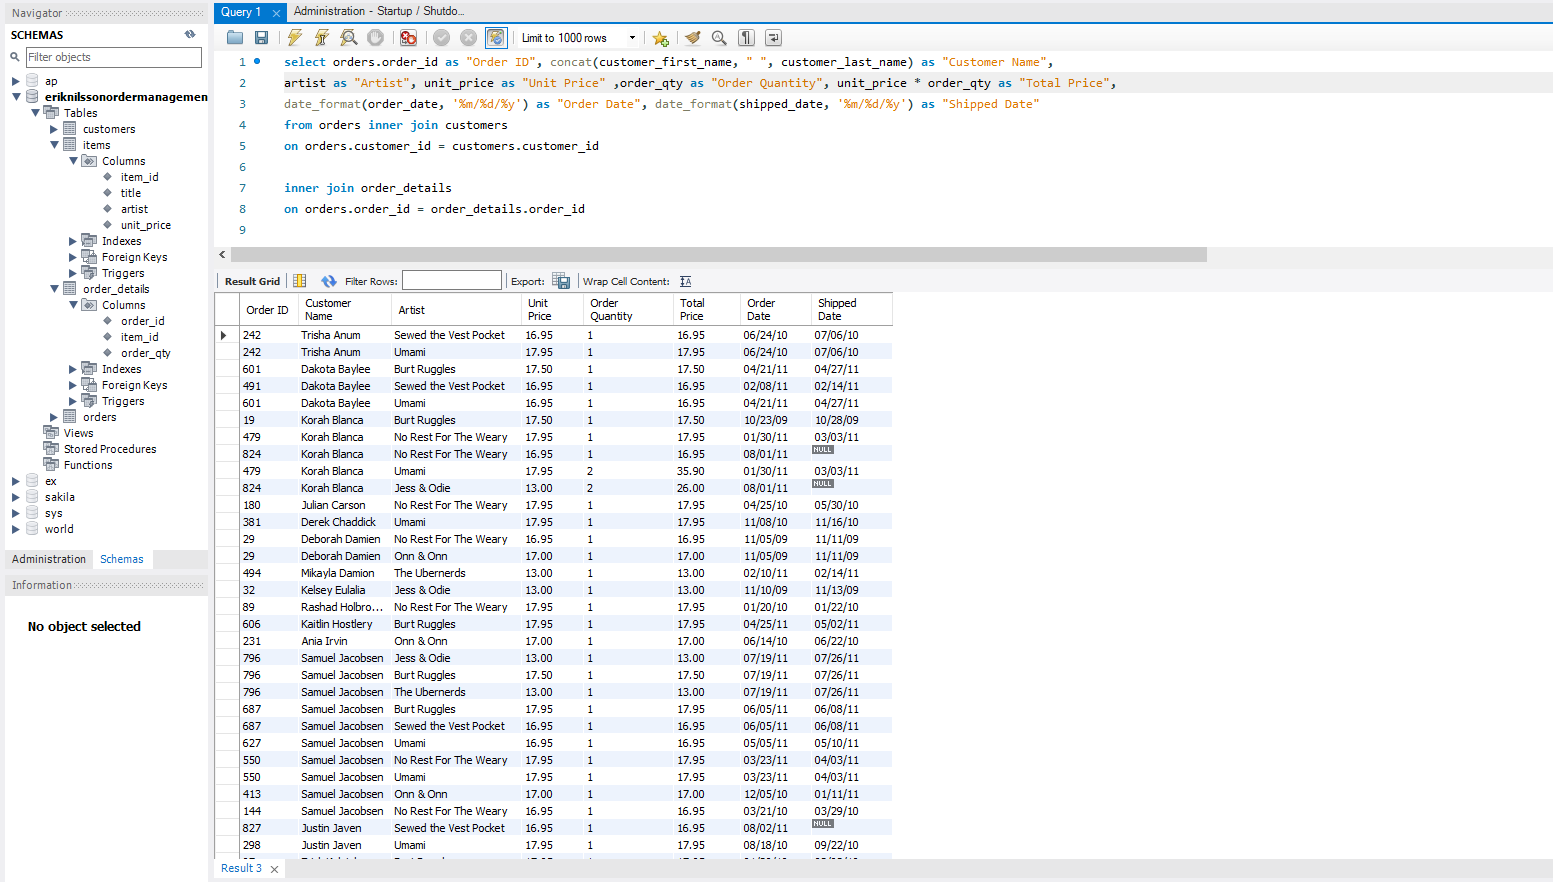 Navigator
SCHEMAS
Filter objects
ap
eriknilssonordermanagemen
Tables
customers
items
Columns
item_id
title
artist
unit_price
Indexes
Foreign Keys
Triggers
order_details
Columns
order_id
item_id
order_qty
Indexes
Foreign Keys
Triggers
orders
Views
Stored Procedures
Functions
ex
sakila
sys
world
Administration Schemas
Information
No object selected
Query 1 Administration - Startup / Shutdo...
Limit to 1000 rows
1 select orders.order_id as "Order ID", concat(customer_first_name, " ", customer_last_name) as "Customer Name",
2 artist as "Artist", unit_price as "Unit Price" ,order_qty as "Order Quantity", unit_price * order_qty as "Total Price",
3 date_format(order_date, '%m/%d/%y') as "Order Date", date_format(shipped_date, '%m/%d/%y') as "Shipped Date"
4 from orders inner join customers
5 on orders.customer_id = customers.customer_id
6
7 inner join order_details
8 on orders.order_id = order_details.order_id
9
Result Grid Filter Rows: Export: Wrap Cell Content:
Order ID Customer Name Artist Unit Price Order Quantity Total Price Order Date Shipped Date
242 Trisha Anum Sewed the Vest Pocket 16.95 1 16.95 06/24/10 07/06/10
242 Trisha Anum Umami 17.95 1 17.95 06/24/10 07/06/10
601 Dakota Baylee Burt Ruggles 17.50 1 17.50 04/21/11 04/27/11
491 Dakota Baylee Sewed the Vest Pocket 16.95 1 16.95 02/08/11 02/14/11
601 Dakota Baylee Umami 16.95 1 16.95 04/21/11 04/27/11
19 Korah Blanca Burt Ruggles 17.50 1 17.50 10/23/09 10/28/09
479 Korah Blanca No Rest For The Weary 17.95 1 17.95 01/30/11 03/03/11
824 Korah Blanca No Rest For The Weary 16.95 1 16.95 08/01/11 NULL
479 Korah Blanca Umami 17.95 2 35.90 01/30/11 03/03/11
824 Korah Blanca Jess & Odie 13.00 2 26.00 08/01/11 NULL
180 Julian Carson No Rest For The Weary 17.95 1 17.95 04/25/10 05/30/10
381 Derek Chaddick Umami 17.95 1 17.95 11/08/10 11/16/10
29 Deborah Damien No Rest For The Weary 16.95 1 16.95 11/05/09 11/11/09
29 Deborah Damien Onn & Onn 17.00 1 17.00 11/05/09 11/11/09
494 Mikayla Damion The Ubernerds 13.00 1 13.00 02/10/11 02/14/11
32 Kelsey Eulalia Jess & Odie 13.00 1 13.00 11/10/09 11/13/09
89 Rashad Holbro... No Rest For The Weary 17.95 1 17.95 01/20/10 01/22/10
606 Kaitlin Hostlery Burt Ruggles 17.95 1 17.95 04/25/11 05/02/11
231 Ania Irvin Onn & Onn 17.00 1 17.00 06/14/10 06/22/10
796 Samuel Jacobsen Jess & Odie 13.00 1 13.00 07/19/11 07/26/11
796 Samuel Jacobsen Burt Ruggles 17.50 1 17.50 07/19/11 07/26/11
796 Samuel Jacobsen The Ubernerds 13.00 1 13.00 07/19/11 07/26/11
687 Samuel Jacobsen Burt Ruggles 17.95 1 17.95 06/05/11 06/08/11
687 Samuel Jacobsen Sewed the Vest Pocket 16.95 1 16.95 06/05/11 06/08/11
627 Samuel Jacobsen Umami 16.95 1 16.95 05/05/11 05/10/11
550 Samuel Jacobsen No Rest For The Weary 17.95 1 17.95 03/23/11 04/03/11
550 Samuel Jacobsen Umami 17.95 1 17.95 03/23/11 04/03/11
413 Samuel Jacobsen Onn & Onn 17.00 1 17.00 12/05/10 01/11/11
144 Samuel Jacobsen No Rest For The Weary 16.95 1 16.95 03/21/10 03/29/10
827 Justin Javen Sewed the Vest Pocket 16.95 1 16.95 08/02/11 NULL
298 Justin Javen Umami 17.95 1 17.95 08/18/10 09/22/10
Result 3